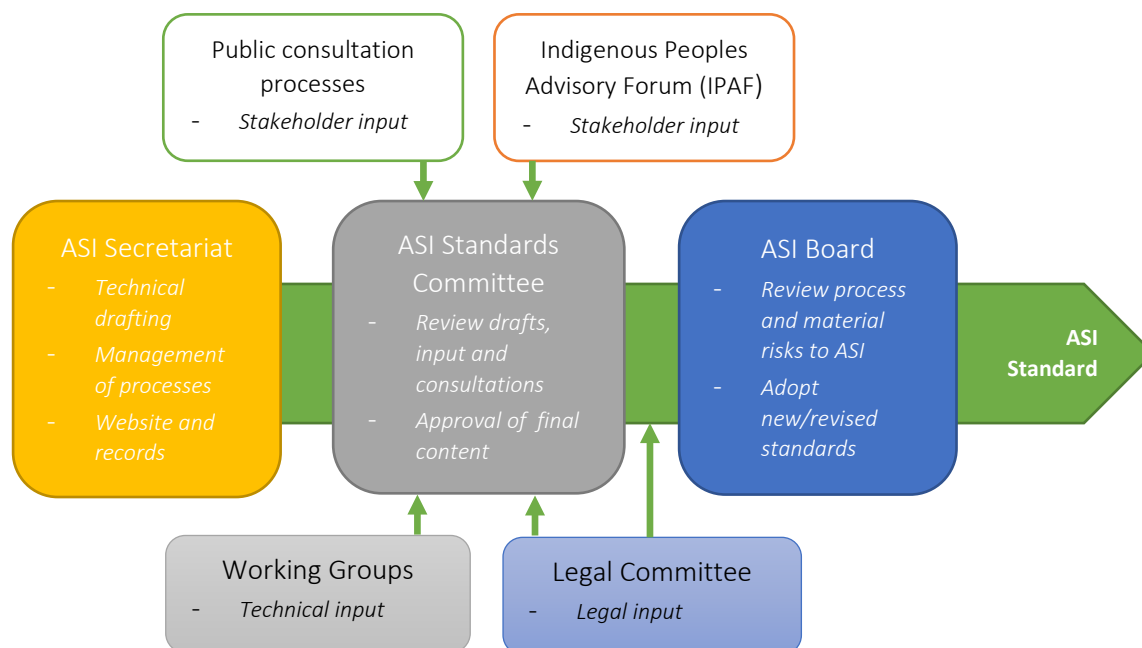 Public consultation
processes
- Stakeholder input
Indigenous Peoples
Advisory Forum (IPAF)
- Stakeholder input
ASI Secretariat
- Technical
drafting
- Management
of processes
- Website and
records
ASI Standards
Committee
- Review drafts,
input and
consultations
- Approval of final
content
ASI Board
- Review process
and material
risks to ASI
- Adopt
new/revised
standards
ASI
Standard
Working Groups
- Technical input
Legal Committee
- Legal input